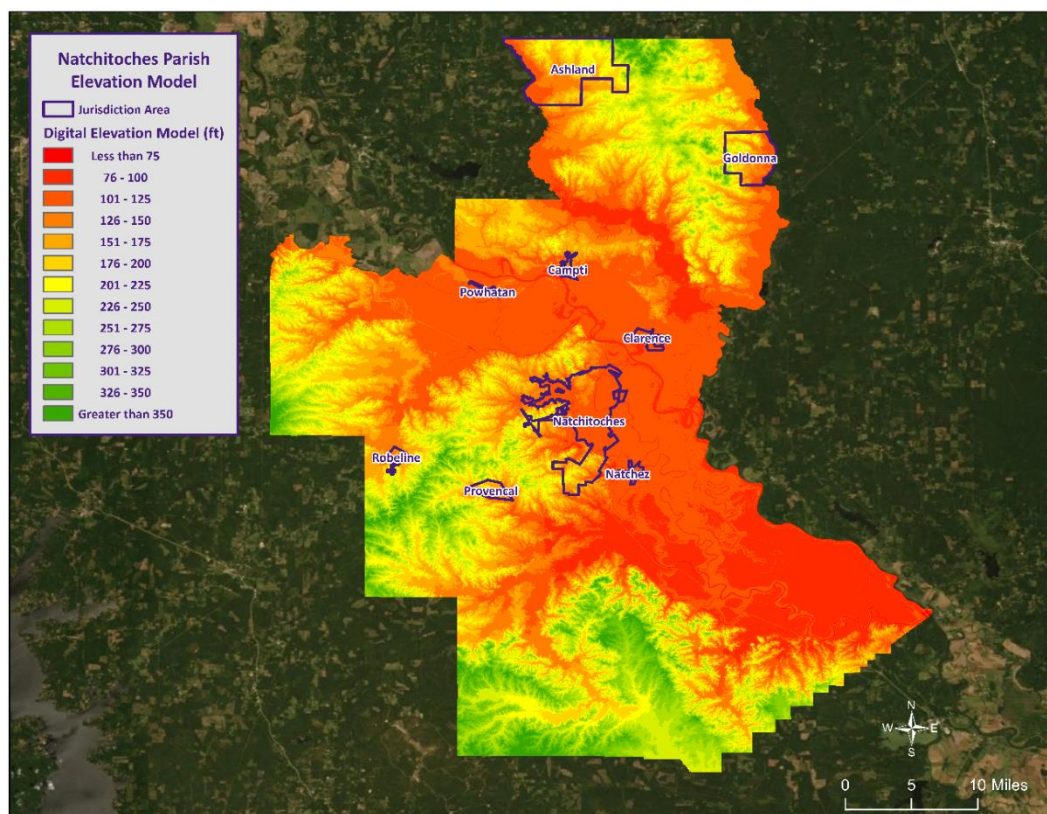 Natchitoches Parish
Elevation Model
Jurisdiction Area
Digital Elevation Model (ft)
Less than 75
76 - 100
101 - 125
126 - 150
151 - 175
176 - 200
201 - 225
226 - 250
251 - 275
276 - 300
301 - 325
326 - 350
Greater than 350
Ashland
Goldonna
Campti
Powhatan
Clarence
Natchitoches
Robeline
Natchez
Provencal
N
W E
S
0 5 10 Miles